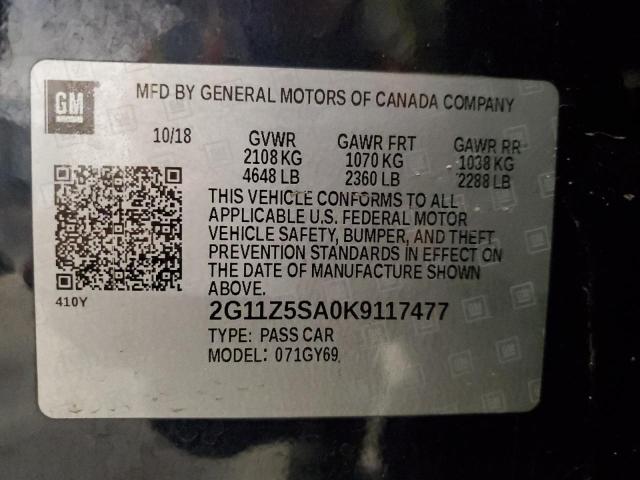 GM
MFD BY GENERAL MOTORS OF CANADA COMPANY
10/18 GVWR GAWR FRT GAWR RR
2108 KG 1070 KG 1038 KG
4648 LB 2360 LB 2288 LB
THIS VEHICLE CONFORMS TO ALL
APPLICABLE U.S. FEDERAL MOTOR
VEHICLE SAFETY, BUMPER, AND THEFT
PREVENTION STANDARDS IN EFFECT ON
THE DATE OF MANUFACTURE SHOWN
ABOVE.
410Y
2G11Z5SA0K9117477
TYPE: PASS CAR
MODEL: 071GY69